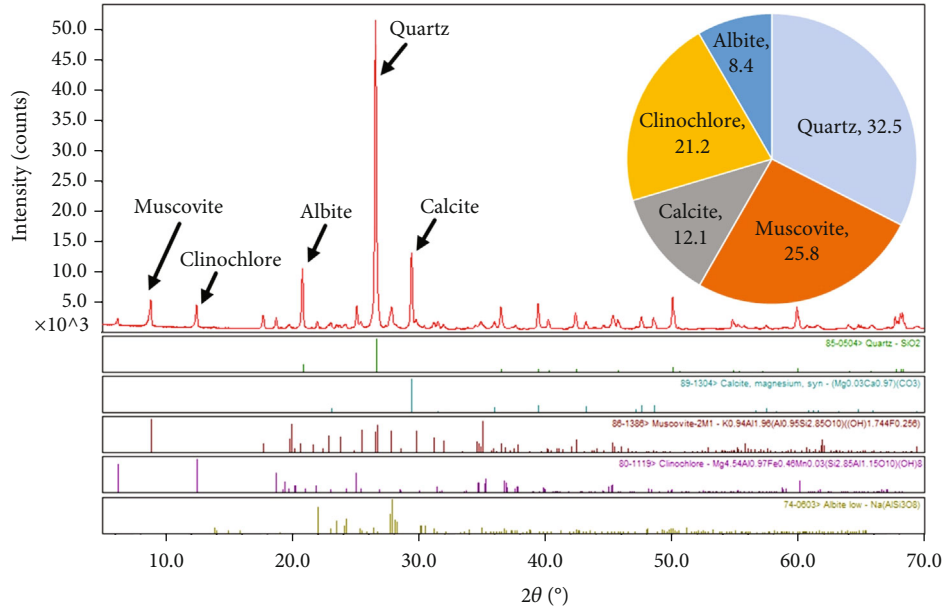 50.0
45.0
40.0
35.0
30.0
25.0
20.0
15.0
10.0
5.0
×10^3
Intensity (counts)
Quartz
Muscovite
Clinochlore
Albite
Calcite
Albite,
8.4
Quartz, 32.5
Clinochlore,
21.2
Calcite,
12.1
Muscovite,
25.8
85-0504> Quartz - SiO2
89-1304> Calcite, magnesium, syn - (Mg0.03Ca0.97)(CO3)
86-1386> Muscovite-2M1 - K0.94Al1.96(Al0.95Si2.85O10)((OH)1.744F0.256)
80-1119> Clinochlore - Mg4.54Al0.97Fe0.46Mn0.03(Si2.85Al1.15O10)(OH)8
74-0603> Albite low - Na(AlSi3O8)
10.0 20.0 30.0 40.0 50.0 60.0 70.0
2θ (°)